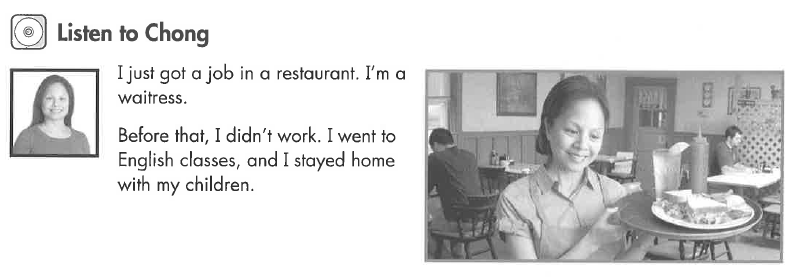 Listen to Chong
I just got a job in a restaurant. I'm a
waitress.
Before that, I didn't work. I went to
English classes, and I stayed home
with my children.